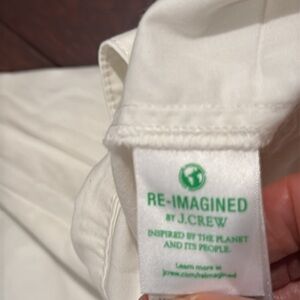 RE-IMAGINED
BY J.CREW
INSPIRED BY THE PLANET
AND ITS PEOPLE.
Learn more at
jcrew.com/reimagined